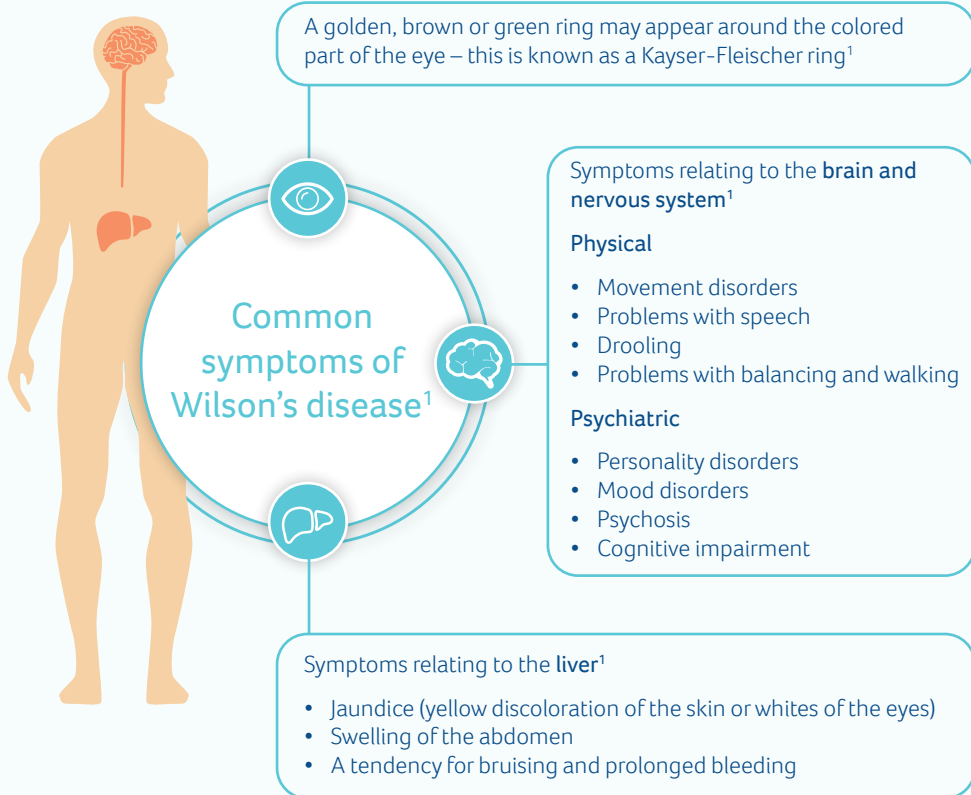 A golden, brown or green ring may appear around the colored
part of the eye – this is known as a Kayser-Fleischer ring¹
Common
symptoms of
Wilson's disease¹
Symptoms relating to the brain and
nervous system¹
Physical
• Movement disorders
• Problems with speech
• Drooling
• Problems with balancing and walking
Psychiatric
• Personality disorders
• Mood disorders
• Psychosis
• Cognitive impairment
Symptoms relating to the liver¹
• Jaundice (yellow discoloration of the skin or whites of the eyes)
• Swelling of the abdomen
• A tendency for bruising and prolonged bleeding